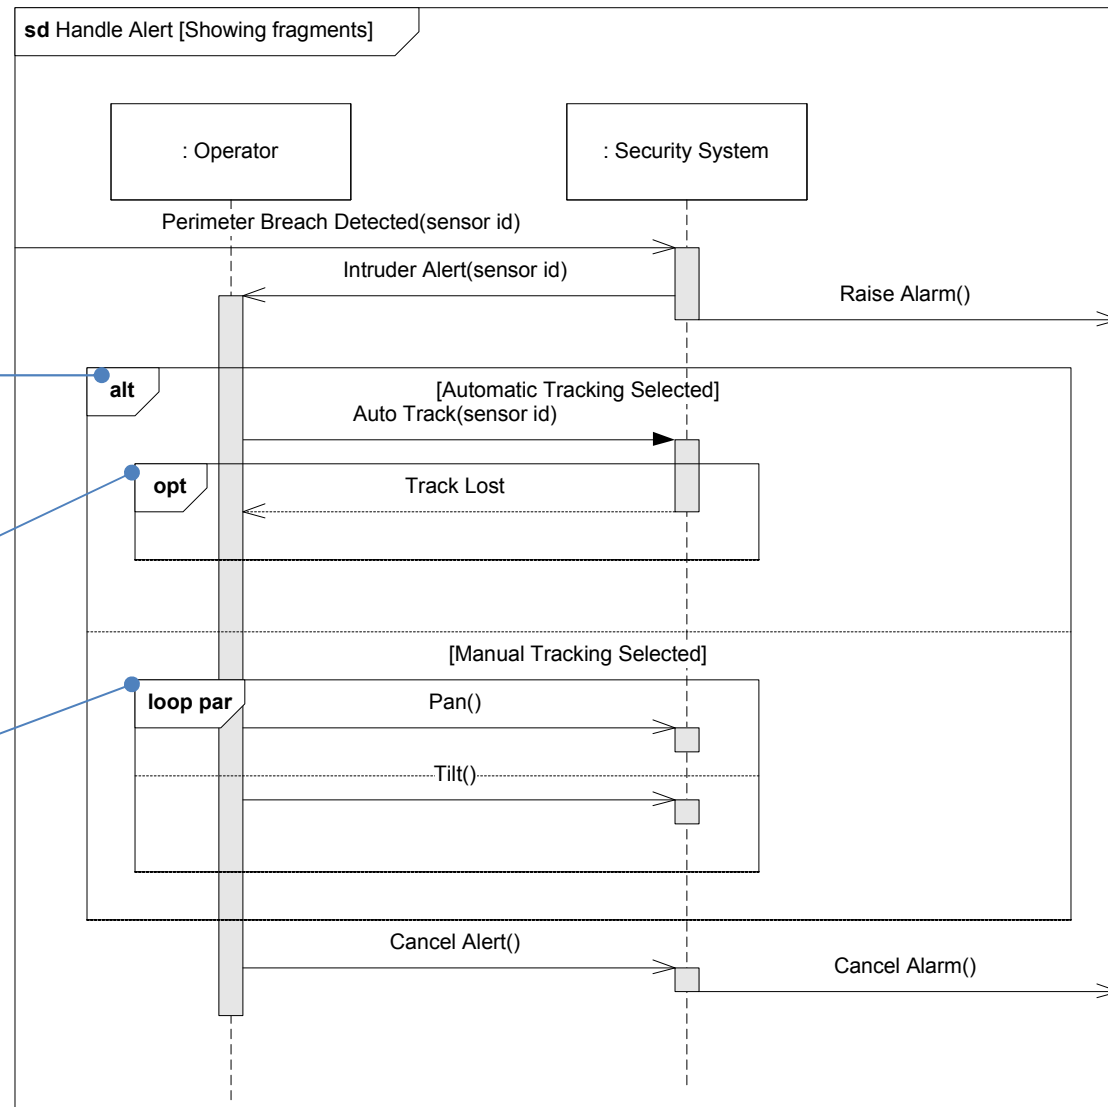 sd Handle Alert [Showing fragments]
: Operator
: Security System
Perimeter Breach Detected(sensor id)
Intruder Alert(sensor id)
Raise Alarm()
alt
[Automatic Tracking Selected]
Auto Track(sensor id)
opt
Track Lost
[Manual Tracking Selected]
loop par
Pan()
Tilt()
Cancel Alert()
Cancel Alarm()